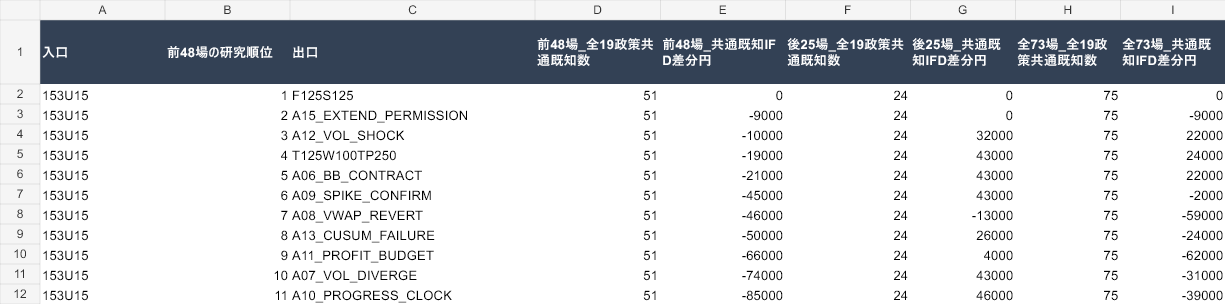 A B C D E F G H I
1 入口 前48場の研究順位 出口 前48場_全19政策共通既知数 前48場_共通既知IFD差分円 後25場_全19政策共通既知数 後25場_共通既知IFD差分円 全73場_全19政策共通既知数 全73場_共通既知IFD差分円
2 153U15 1 F125S125 51 0 24 0 75 0
3 153U15 2 A15_EXTEND_PERMISSION 51 -9000 24 0 75 -9000
4 153U15 3 A12_VOL_SHOCK 51 -10000 24 32000 75 22000
5 153U15 4 T125W100TP250 51 -19000 24 43000 75 24000
6 153U15 5 A06_BB_CONTRACT 51 -21000 24 43000 75 22000
7 153U15 6 A09_SPIKE_CONFIRM 51 -45000 24 43000 75 -2000
8 153U15 7 A08_VWAP_REVERT 51 -46000 24 -13000 75 -59000
9 153U15 8 A13_CUSUM_FAILURE 51 -50000 24 26000 75 -24000
10 153U15 9 A11_PROFIT_BUDGET 51 -66000 24 4000 75 -62000
11 153U15 10 A07_VOL_DIVERGE 51 -74000 24 43000 75 -31000
12 153U15 11 A10_PROGRESS_CLOCK 51 -85000 24 46000 75 -39000